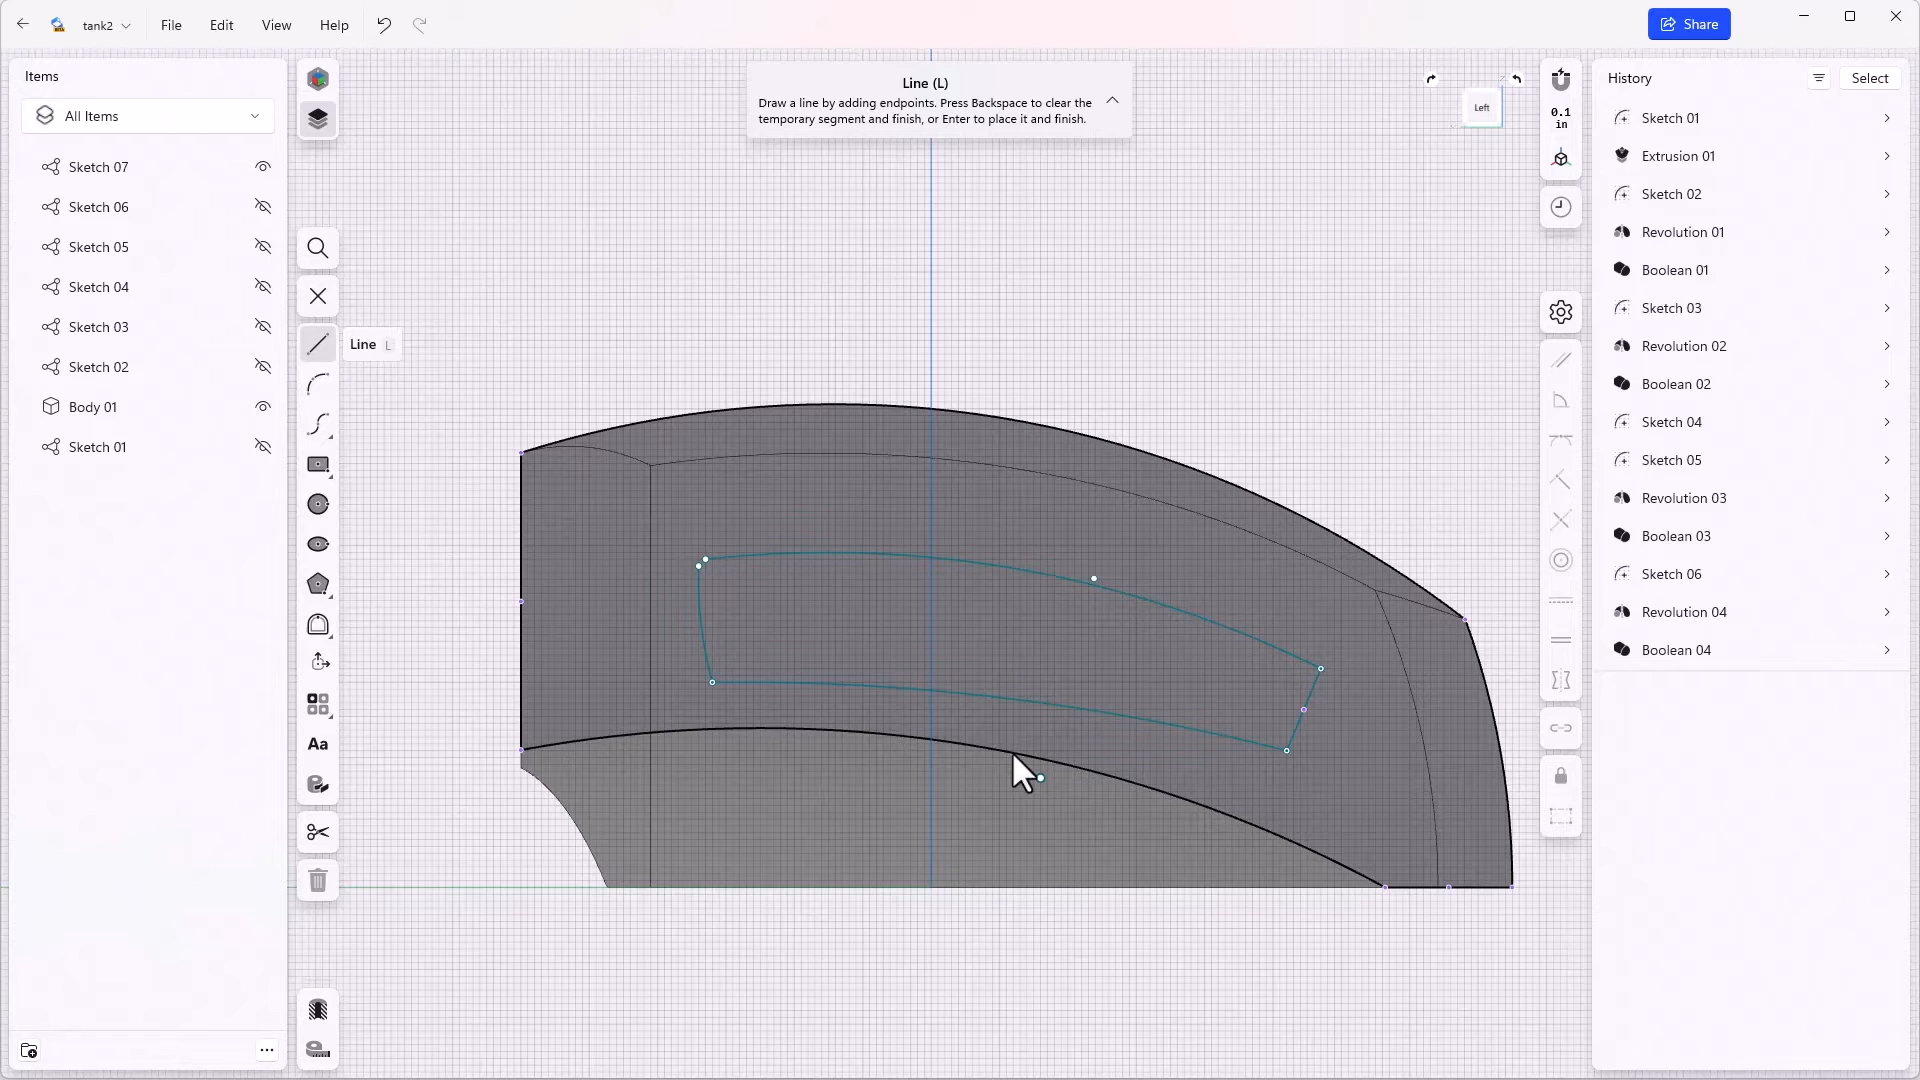 tank2
File
Edit
View
Help
Share
Items
All Items
Sketch 07
Sketch 06
Sketch 05
Sketch 04
Sketch 03
Sketch 02
Body 01
Sketch 01
Line L
Aa
Line (L)
Draw a line by adding endpoints. Press Backspace to clear the
temporary segment and finish, or Enter to place it and finish.
Left
0.1
in
History
Select
Sketch 01
Extrusion 01
Sketch 02
Revolution 01
Boolean 01
Sketch 03
Revolution 02
Boolean 02
Sketch 04
Sketch 05
Revolution 03
Boolean 03
Sketch 06
Revolution 04
Boolean 04